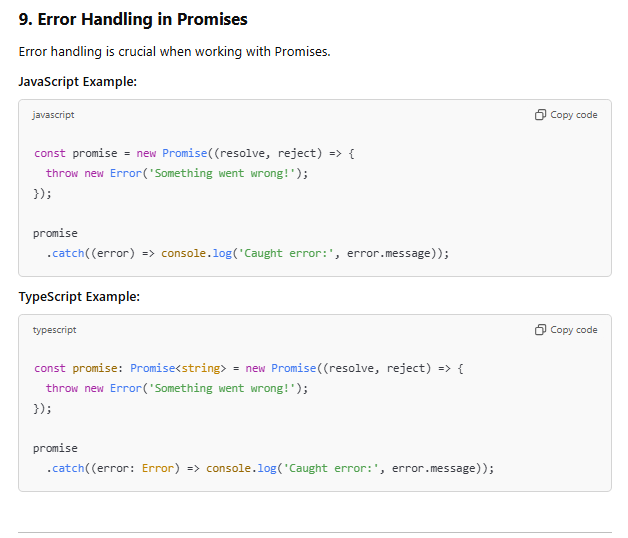 9. Error Handling in Promises
Error handling is crucial when working with Promises.
JavaScript Example:
javascript Copy code
const promise = new Promise((resolve, reject) => {
  throw new Error('Something went wrong!');
});
promise
  .catch((error) => console.log('Caught error:', error.message));
TypeScript Example:
typescript Copy code
const promise: Promise<string> = new Promise((resolve, reject) => {
  throw new Error('Something went wrong!');
});
promise
  .catch((error: Error) => console.log('Caught error:', error.message));